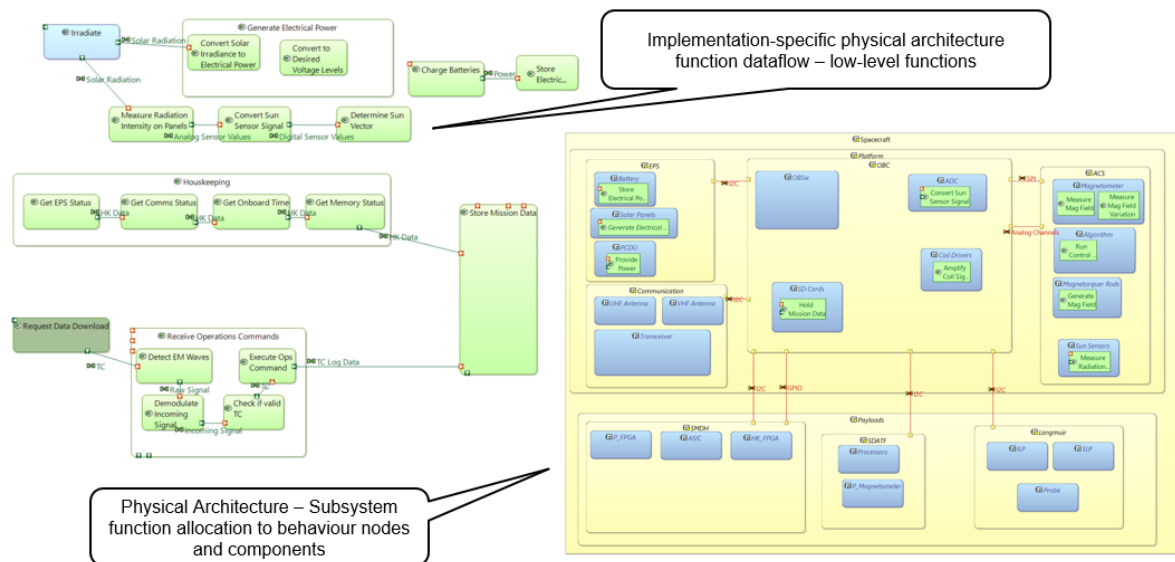 Irradiate
Solar Radiation
Solar Radiation
Generate Electrical Power
Convert Solar
Irradiance to
Electrical Power
Convert to
Desired
Voltage Levels
Charge Batteries
Power
Store
Electric...
Measure Radiation
Intensity on Panels
Analog Sensor Values
Convert Sun
Sensor Signal
Digital Sensor Values
Determine Sun
Vector
Implementation-specific physical architecture
function dataflow – low-level functions
Houskeeping
Get EPS Status
HK Data
Get Comms Status
HK Data
Get Onboard Time
HK Data
Get Memory Status
HK Data
Store Mission Data
Request Data Download
TC
Receive Operations Commands
Detect EM Waves
Raw Signal
Demodulate
Incoming
Signal
Incoming Signal
Check if valid
TC
Execute Ops
Command
TC Log Data
Physical Architecture – Subsystem
function allocation to behaviour nodes
and components
Spacecraft
Platform
EPS
Battery
Store
Electrical Po...
Solar Panels
Generate Electrical ...
PCDU
Provide
Power
I2C
OBC
OBSw
ADC
Convert Sun
Sensor Signal
Coil Drivers
Amplify
Coil Sig...
SD Cards
Hold
Mission Data
SPI
Analog Channels
ACS
Magnetometer
Measure
Mag Field
Measure
Mag Field
Variation
Algorithm
Run
Control ...
Magnetorquer Rods
Generate
Mag Field
Sun Sensors
Measure
Radiation...
Communication
UHF Antenna
VHF Antenna
Transceiver
I2C
I2C
GPIO
I2C
I2C
Payloads
SMDH
P_FPGA
ASIC
HK_FPGA
SDATF
Processors
P_Magnetometer
Langmuir
SLP
Probe